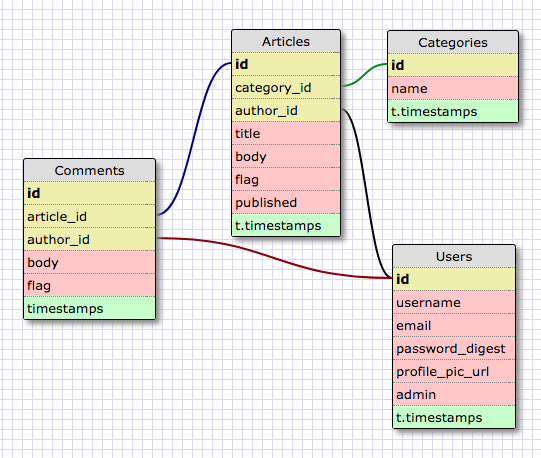 Articles
id
category_id
author_id
title
body
flag
published
t.timestamps
Categories
id
name
t.timestamps
Comments
id
article_id
author_id
body
flag
timestamps
Users
id
username
email
password_digest
profile_pic_url
admin
t.timestamps